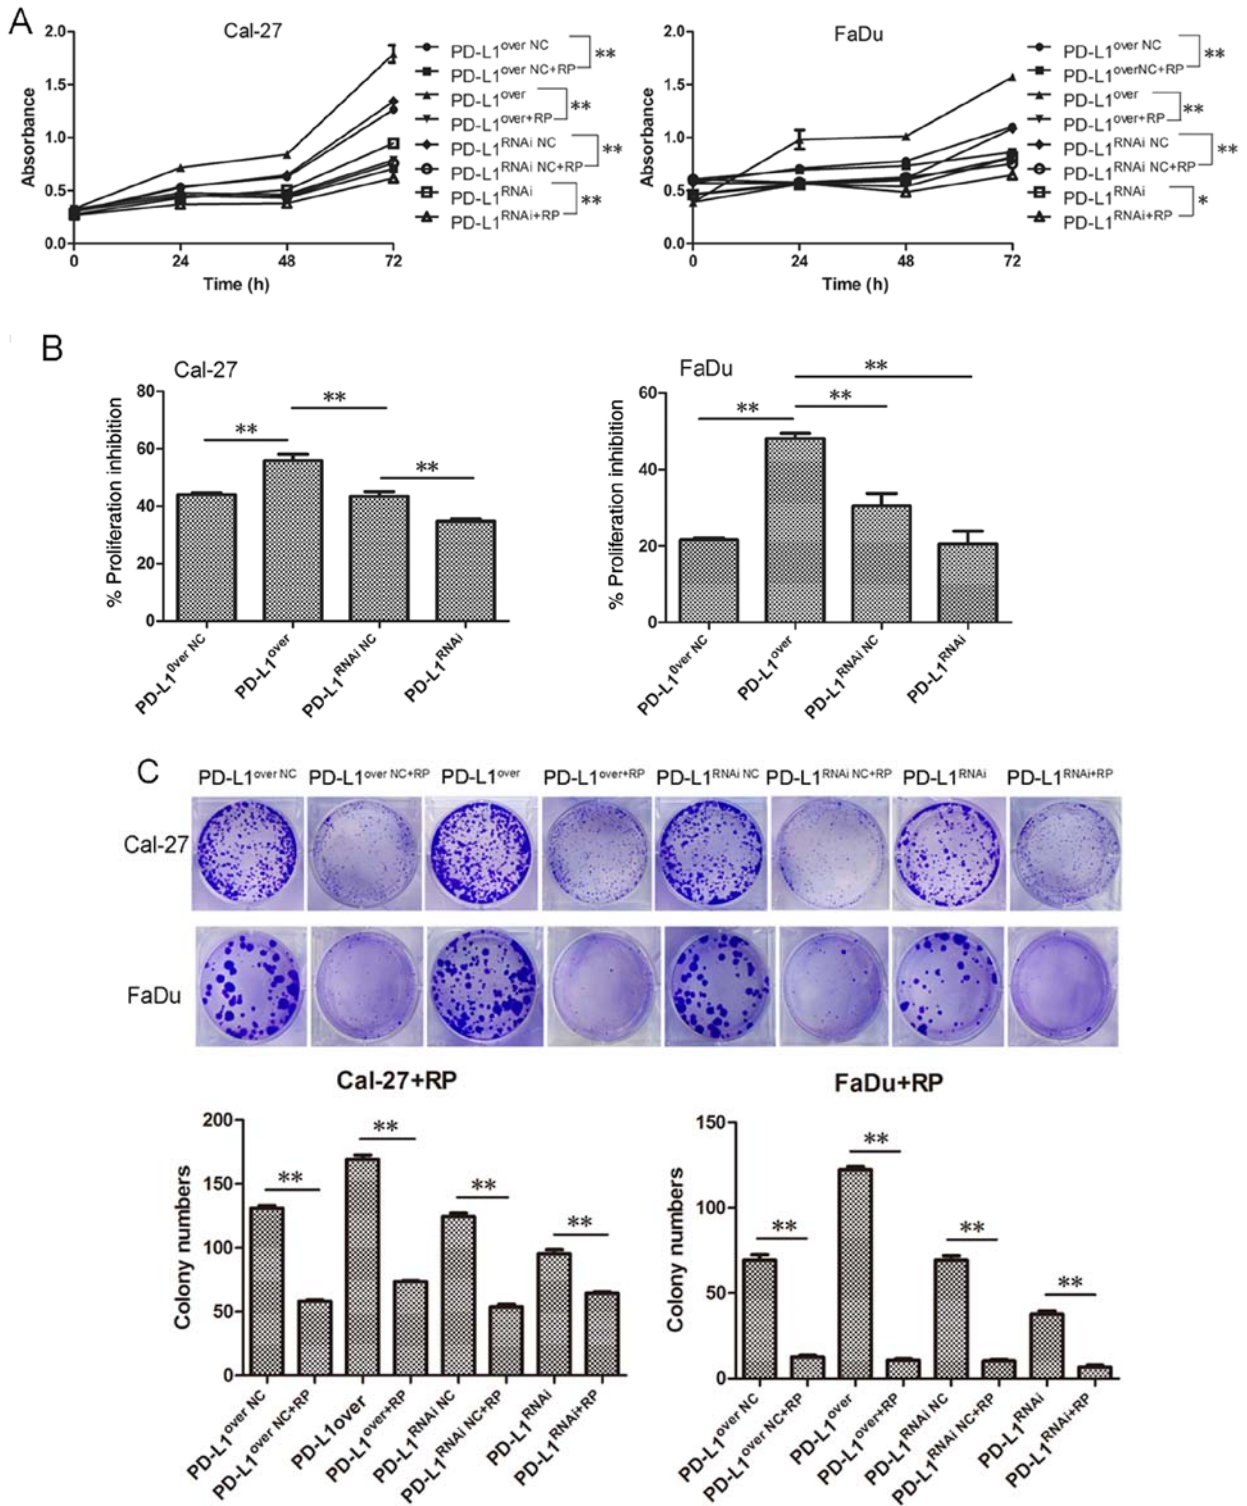 A
Cal-27
2.0
1.5
1.0
0.5
0.0
Absorbance
0 24 48 72
Time (h)
PD-L1over NC
PD-L1over NC+RP
PD-L1over
PD-L1over+RP
PD-L1RNAi NC
PD-L1RNAi NC+RP
PD-L1RNAi
PD-L1RNAi+RP
**
**
**
**
FaDu
2.0
1.5
1.0
0.5
0.0
Absorbance
0 24 48 72
Time (h)
PD-L1over NC
PD-L1overNC+RP
PD-L1over
PD-L1over+RP
PD-L1RNAi NC
PD-L1RNAi NC+RP
PD-L1RNAi
PD-L1RNAi+RP
**
**
**
*
B
Cal-27
80
60
40
20
0
% Proliferation inhibition
** ** **
PD-L1over NC
PD-L1over
PD-L1RNAi NC
PD-L1RNAi
FaDu
60
40
20
0
% Proliferation inhibition
** ** **
PD-L1over NC
PD-L1over
PD-L1RNAi NC
PD-L1RNAi
C
PD-L1over NC PD-L1over NC+RP PD-L1over PD-L1over+RP PD-L1RNAi NC PD-L1RNAi NC+RP PD-L1RNAi PD-L1RNAi+RP
Cal-27
FaDu
Cal-27+RP
200
150
100
50
0
Colony numbers
** ** ** **
PD-L1over NC
PD-L1over NC+RP
PD-L1over
PD-L1over+RP
PD-L1RNAi NC
PD-L1RNAi NC+RP
PD-L1RNAi
PD-L1RNAi+RP
FaDu+RP
150
100
50
0
Colony numbers
** ** ** **
PD-L1over NC
PD-L1over NC+RP
PD-L1over
PD-L1over+RP
PD-L1RNAi NC
PD-L1RNAi NC+RP
PD-L1RNAi
PD-L1RNAi+RP